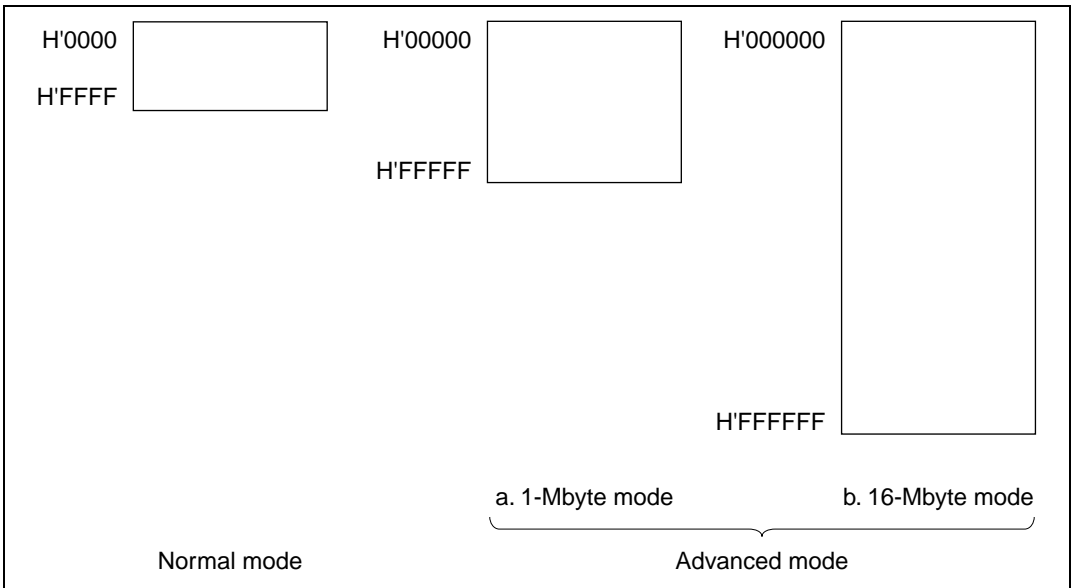 H'0000
H'FFFF
H'00000
H'FFFFF
H'000000
H'FFFFFF
a. 1-Mbyte mode
b. 16-Mbyte mode
Normal mode
Advanced mode